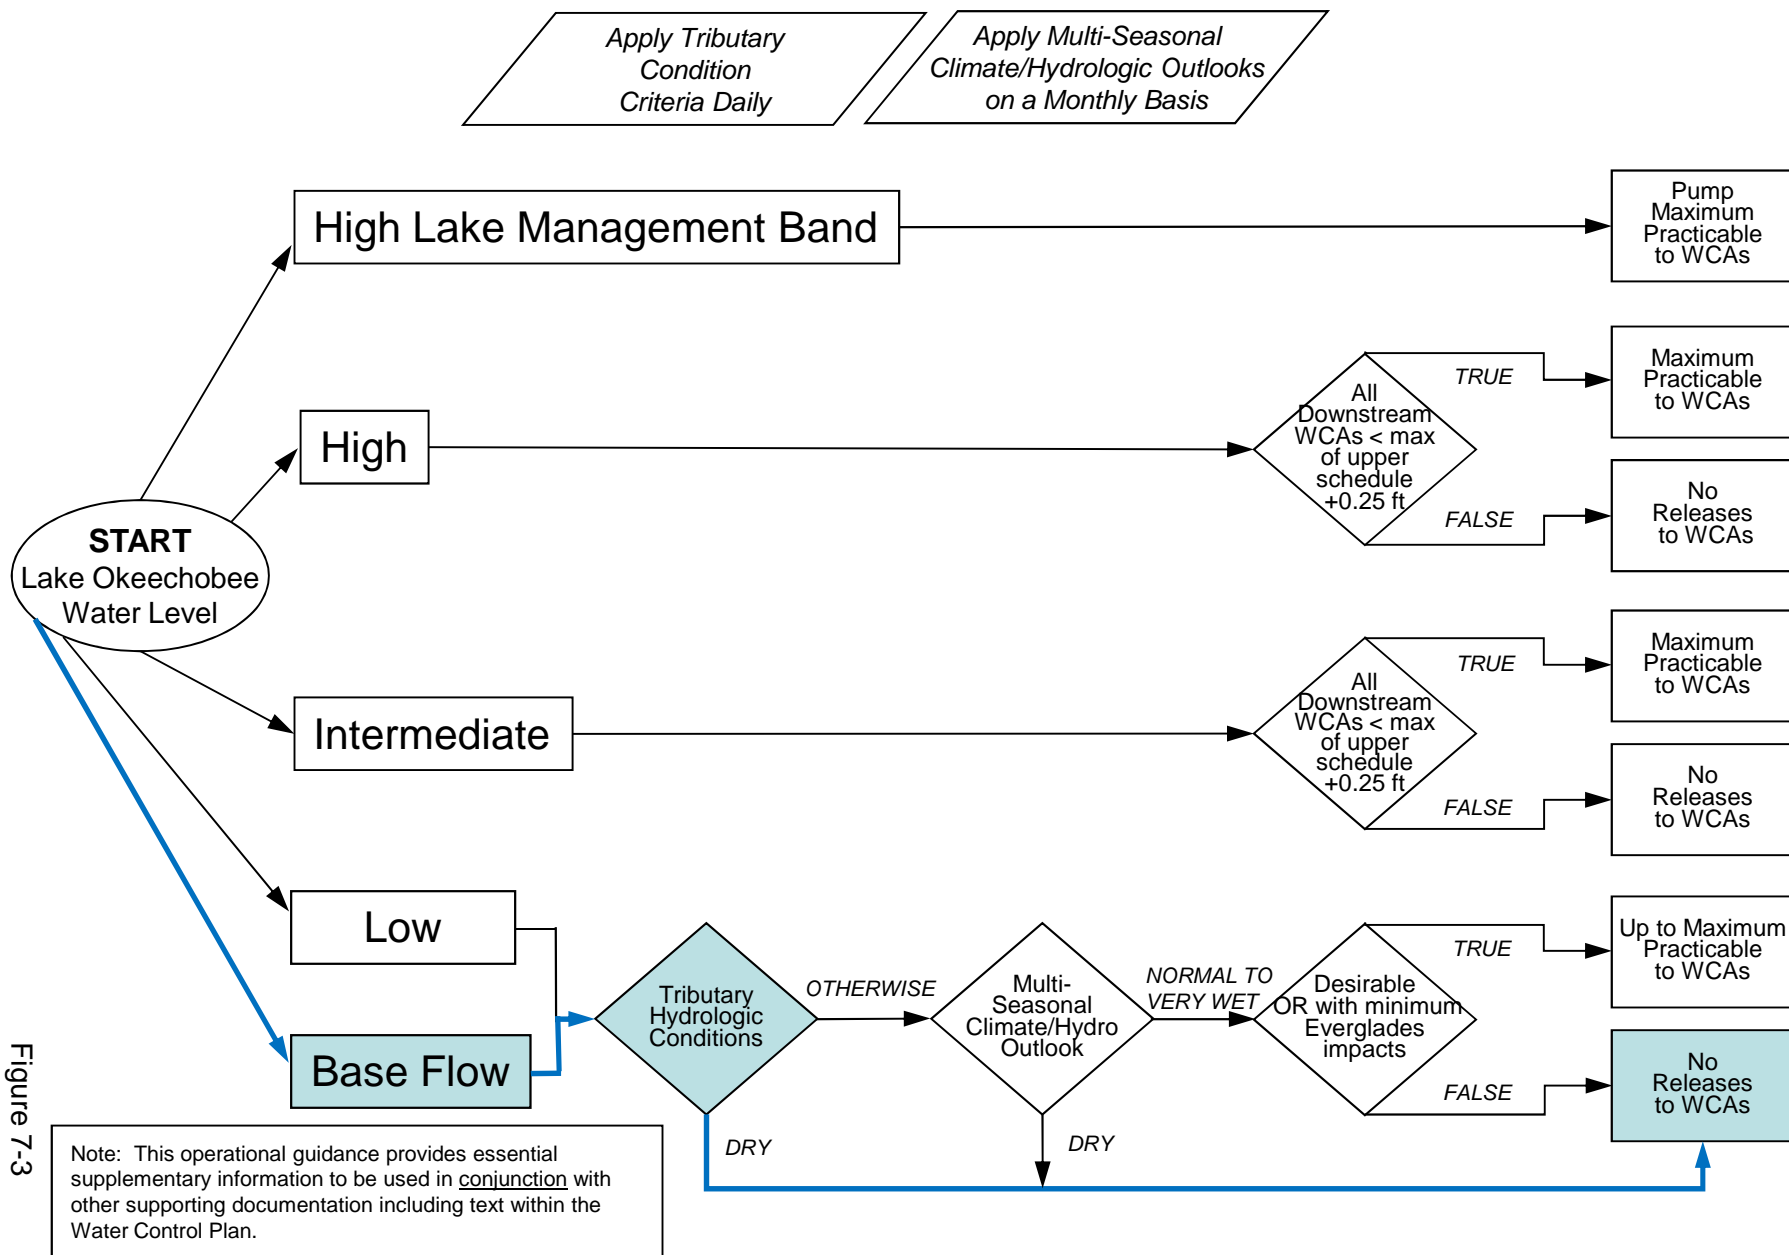 Apply Tributary
Condition
Criteria Daily
Apply Multi-Seasonal
Climate/Hydrologic Outlooks
on a Monthly Basis
High Lake Management Band
Pump
Maximum
Practicable
to WCAs
High
All
Downstream
WCAs < max
of upper
schedule
+0.25 ft
TRUE
Maximum
Practicable
to WCAs
FALSE
No
Releases
to WCAs
START
Lake Okeechobee
Water Level
Intermediate
All
Downstream
WCAs < max
of upper
schedule
+0.25 ft
TRUE
Maximum
Practicable
to WCAs
FALSE
No
Releases
to WCAs
Low
Base Flow
Tributary
Hydrologic
Conditions
OTHERWISE
Multi-
Seasonal
Climate/Hydro
Outlook
NORMAL TO
VERY WET
Desirable
OR with minimum
Everglades
impacts
TRUE
Up to Maximum
Practicable
to WCAs
FALSE
No
Releases
to WCAs
DRY
DRY
Figure 7-3
Note: This operational guidance provides essential
supplementary information to be used in conjunction with
other supporting documentation including text within the
Water Control Plan.